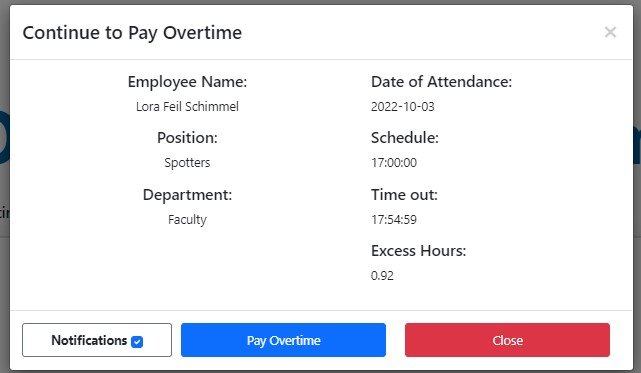 Continue to Pay Overtime
×
Employee Name:
Lora Feil Schimmel
Position:
Spotters
Department:
Faculty
Date of Attendance:
2022-10-03
Schedule:
17:00:00
Time out:
17:54:59
Excess Hours:
0.92
Notifications
Pay Overtime
Close